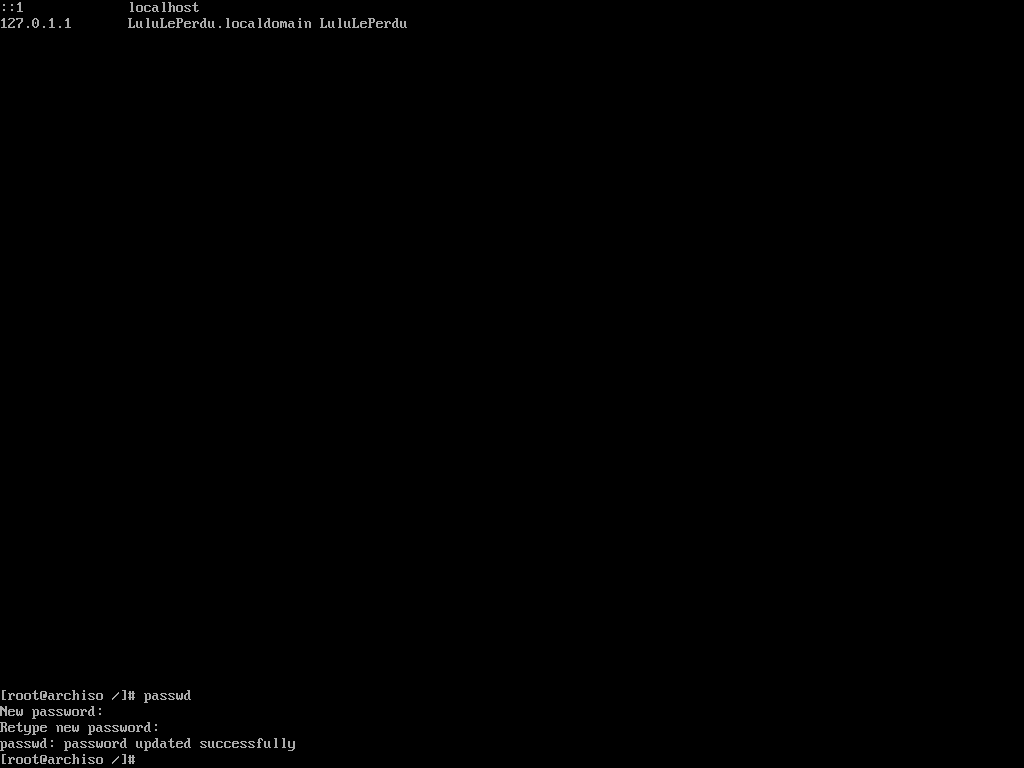 ::1             localhost
127.0.1.1       LuluLePerdu.localdomain LuluLePerdu
[root@archiso /]# passwd
New password:
Retype new password:
passwd: password updated successfully
[root@archiso /]#